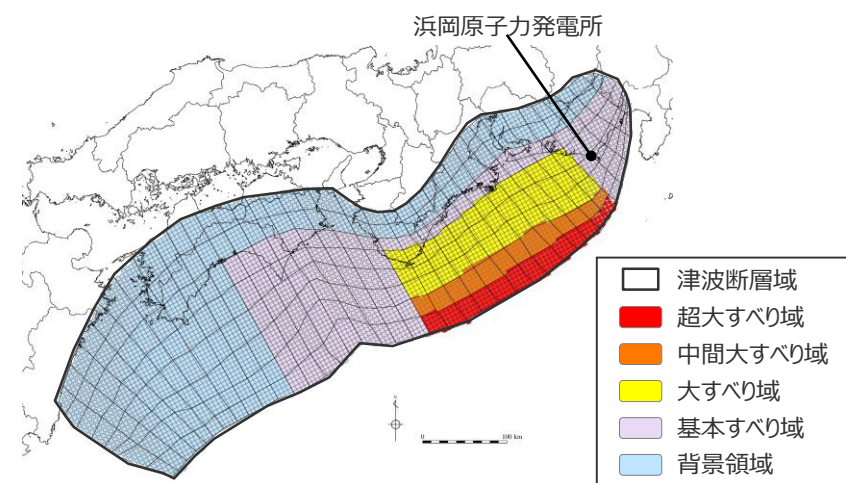 浜岡原子力発電所
津波断層域
超大すべり域
中間大すべり域
大すべり域
基本すべり域
背景領域
0 100 km